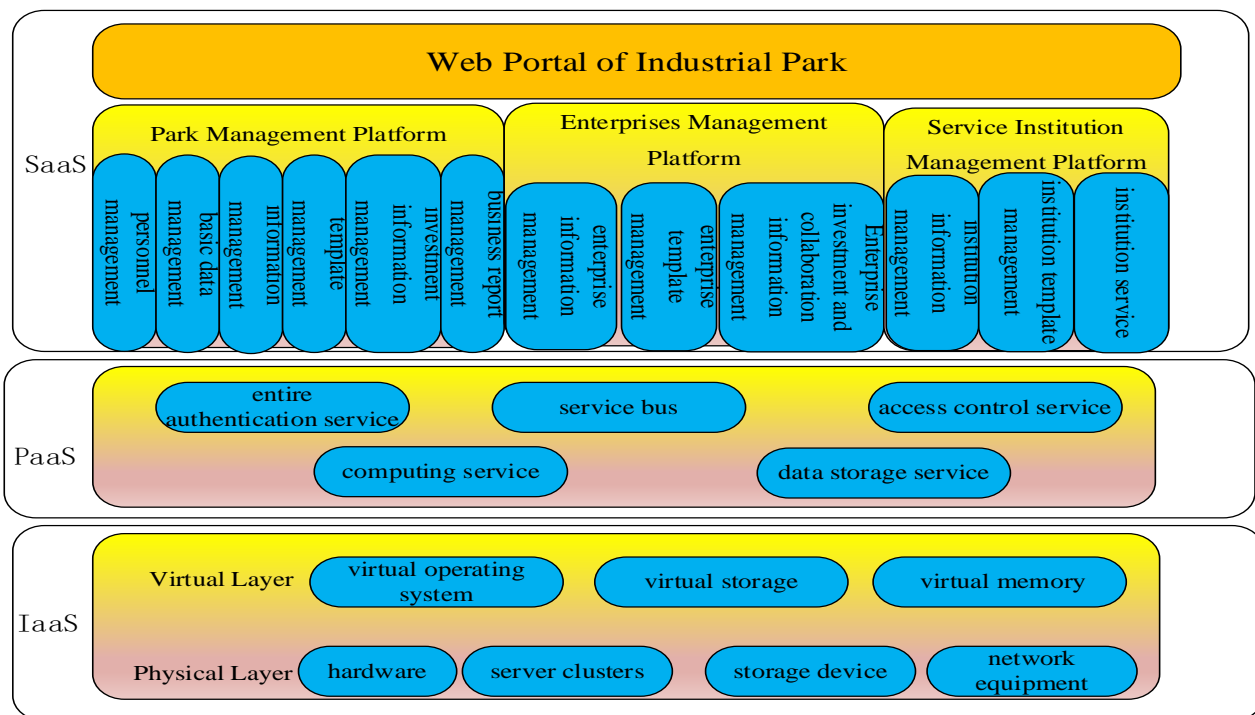 Web Portal of Industrial Park
SaaS
Park Management Platform
personnel
management
basic data
management
information
management
template
management
investment
information
management
business report
management
Enterprises Management
Platform
enterprise
information
management
enterprise
template
management
Enterprise
investment and
collaboration
information
management
Service Institution
Management Platform
institution
information
management
institution template
management
institution service
PaaS
entire
authentication service
service bus
access control service
computing service
data storage service
IaaS
Virtual Layer
virtual operating
system
virtual storage
virtual memory
Physical Layer
hardware
server clusters
storage device
network
equipment